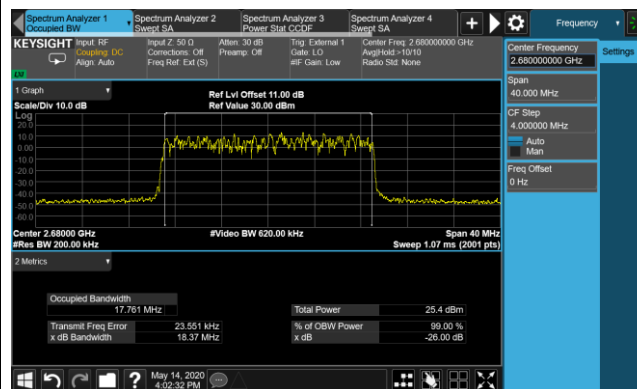 Spectrum Analyzer 1
Occupied BW
Spectrum Analyzer 2
Swept SA
Spectrum Analyzer 3
Power Stat CCDF
Spectrum Analyzer 4
Swept SA
Frequency
KEYSIGHT
Input: RF
Coupling: DC
Align: Auto
Input Z: 50 Ω
Corrections: Off
Freq Ref: Ext (S)
Atten: 30 dB
Preamp: Off
Trig: External 1
Gate: LO
#IF Gain: Low
Center Freq: 2.680000000 GHz
Avg|Hold:>10/10
Radio Std: None
Center Frequency
2.680000000 GHz
Settings
Span
40.000 MHz
CF Step
4.000000 MHz
Auto
Man
Freq Offset
0 Hz
1 Graph
Scale/Div 10.0 dB
Ref Lvl Offset 11.00 dB
Ref Value 30.00 dBm
Log
20.0
10.0
0.00
-10.0
-20.0
-30.0
-40.0
-50.0
-60.0
Center 2.68000 GHz
#Res BW 200.00 kHz
#Video BW 620.00 kHz
Span 40 MHz
Sweep 1.07 ms (2001 pts)
2 Metrics
Occupied Bandwidth
17.761 MHz
Total Power 25.4 dBm
Transmit Freq Error 23.551 kHz
% of OBW Power 99.00 %
x dB Bandwidth 18.37 MHz
x dB -26.00 dB
May 14, 2020
4:02:32 PM